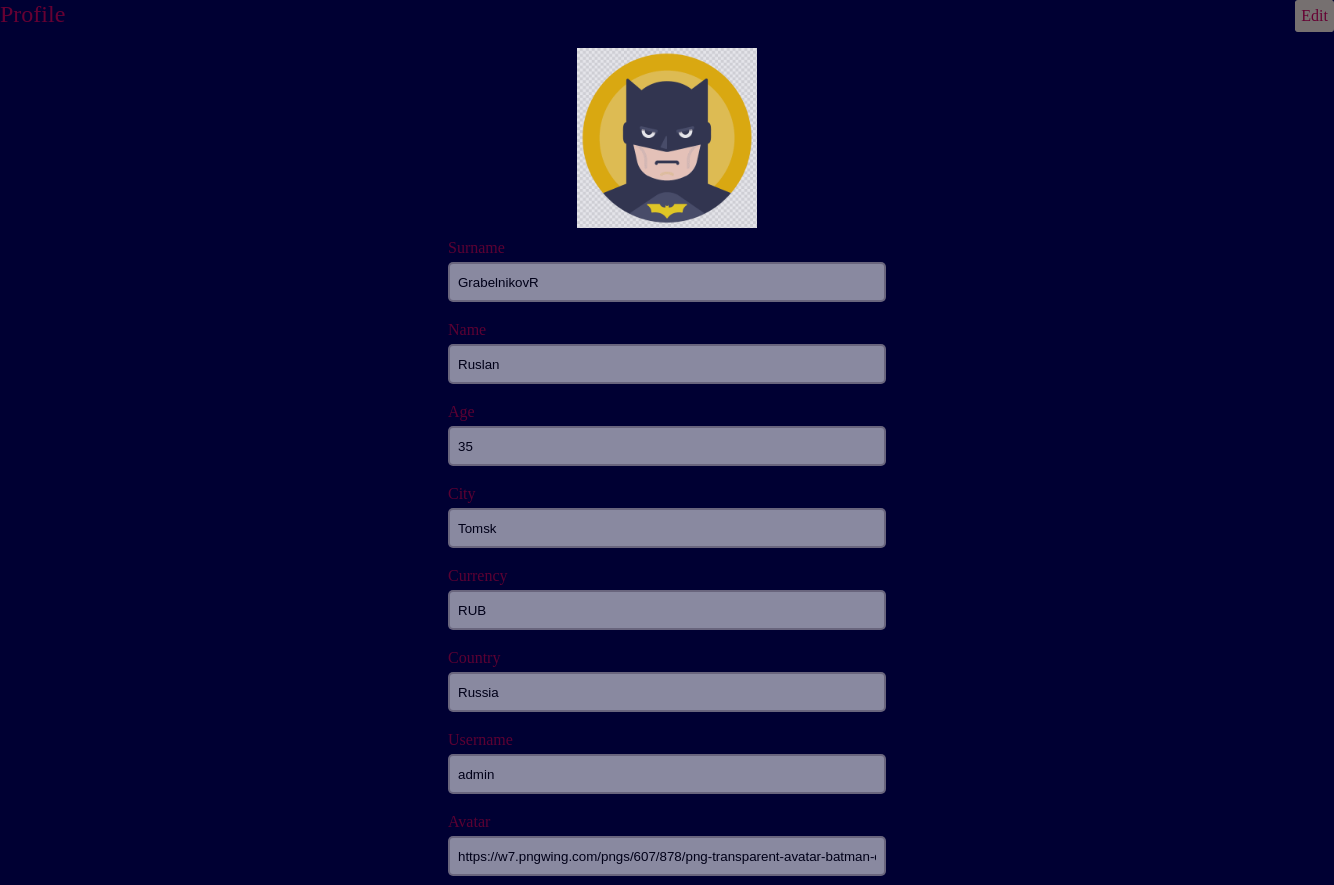 Profile
Edit
Surname
GrabelnikovR
Name
Ruslan
Age
35
City
Tomsk
Currency
RUB
Country
Russia
Username
admin
Avatar
https://w7.pngwing.com/pngs/607/878/png-transparent-avatar-batman-